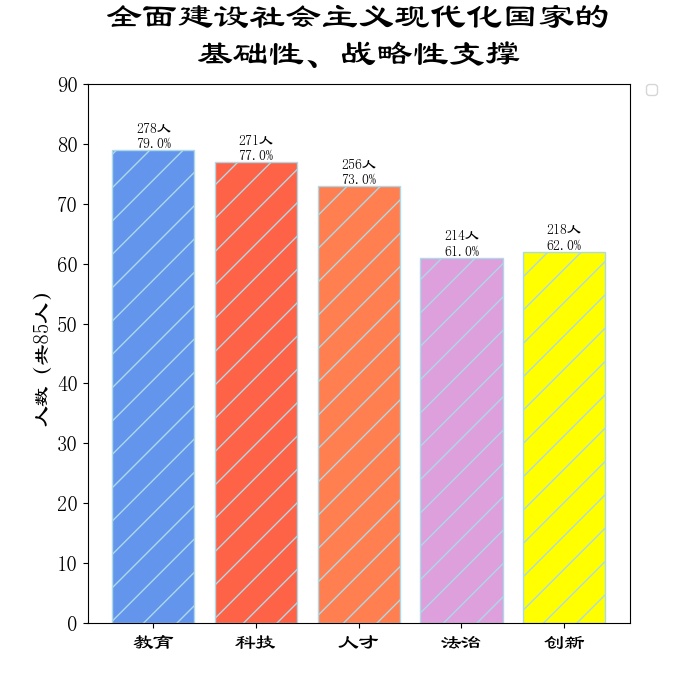 全面建设社会主义现代化国家的
基础性、战略性支撑
人数（共85人）
90
80
70
60
50
40
30
20
10
0
278人
79.0%
271人
77.0%
256人
73.0%
214人
61.0%
218人
62.0%
教育
科技
人才
法治
创新